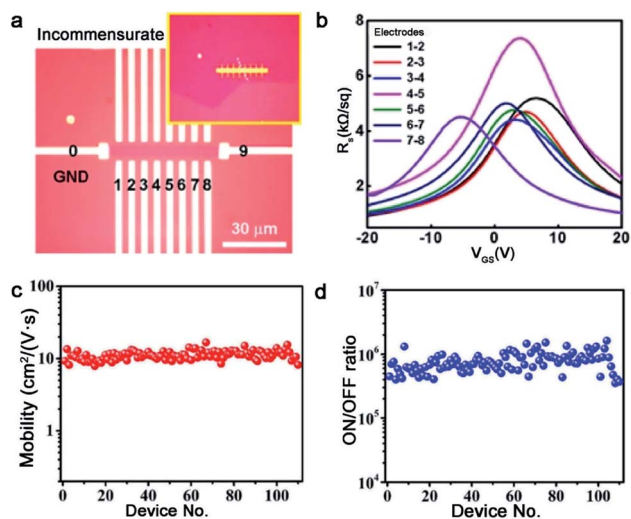 a
Incommensurate
0
GND
1 2 3 4 5 6 7 8
9
30 μm
b
Rs(kΩ/sq)
8
6
4
2
Electrodes
1-2
2-3
3-4
4-5
5-6
6-7
7-8
-20 -10 0 10 20
VGS(V)
c
Mobility (cm²/(V·s)
100
10
1
0 20 40 60 80 100
Device No.
d
ON/OFF ratio
10⁷
10⁶
10⁵
10⁴
0 20 40 60 80 100
Device No.